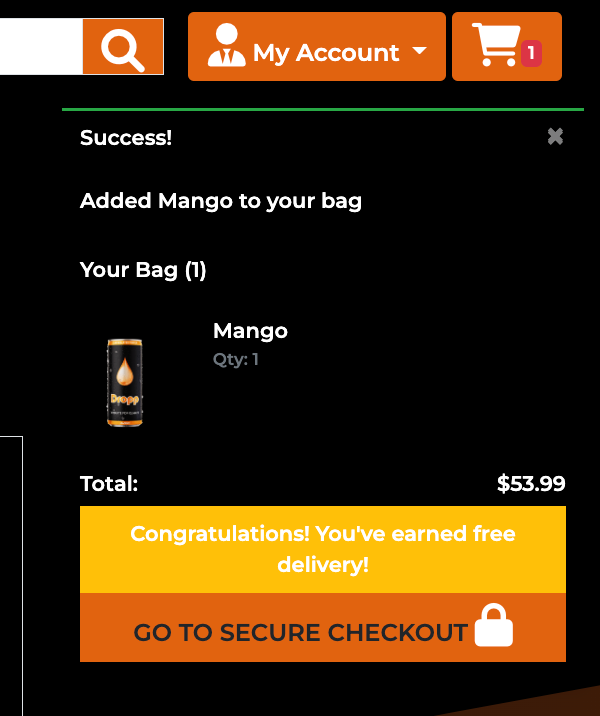 My Account
1
Success!
Added Mango to your bag
Your Bag (1)
Mango
Qty: 1
Dropp
Total:
$53.99
Congratulations! You've earned free
delivery!
GO TO SECURE CHECKOUT